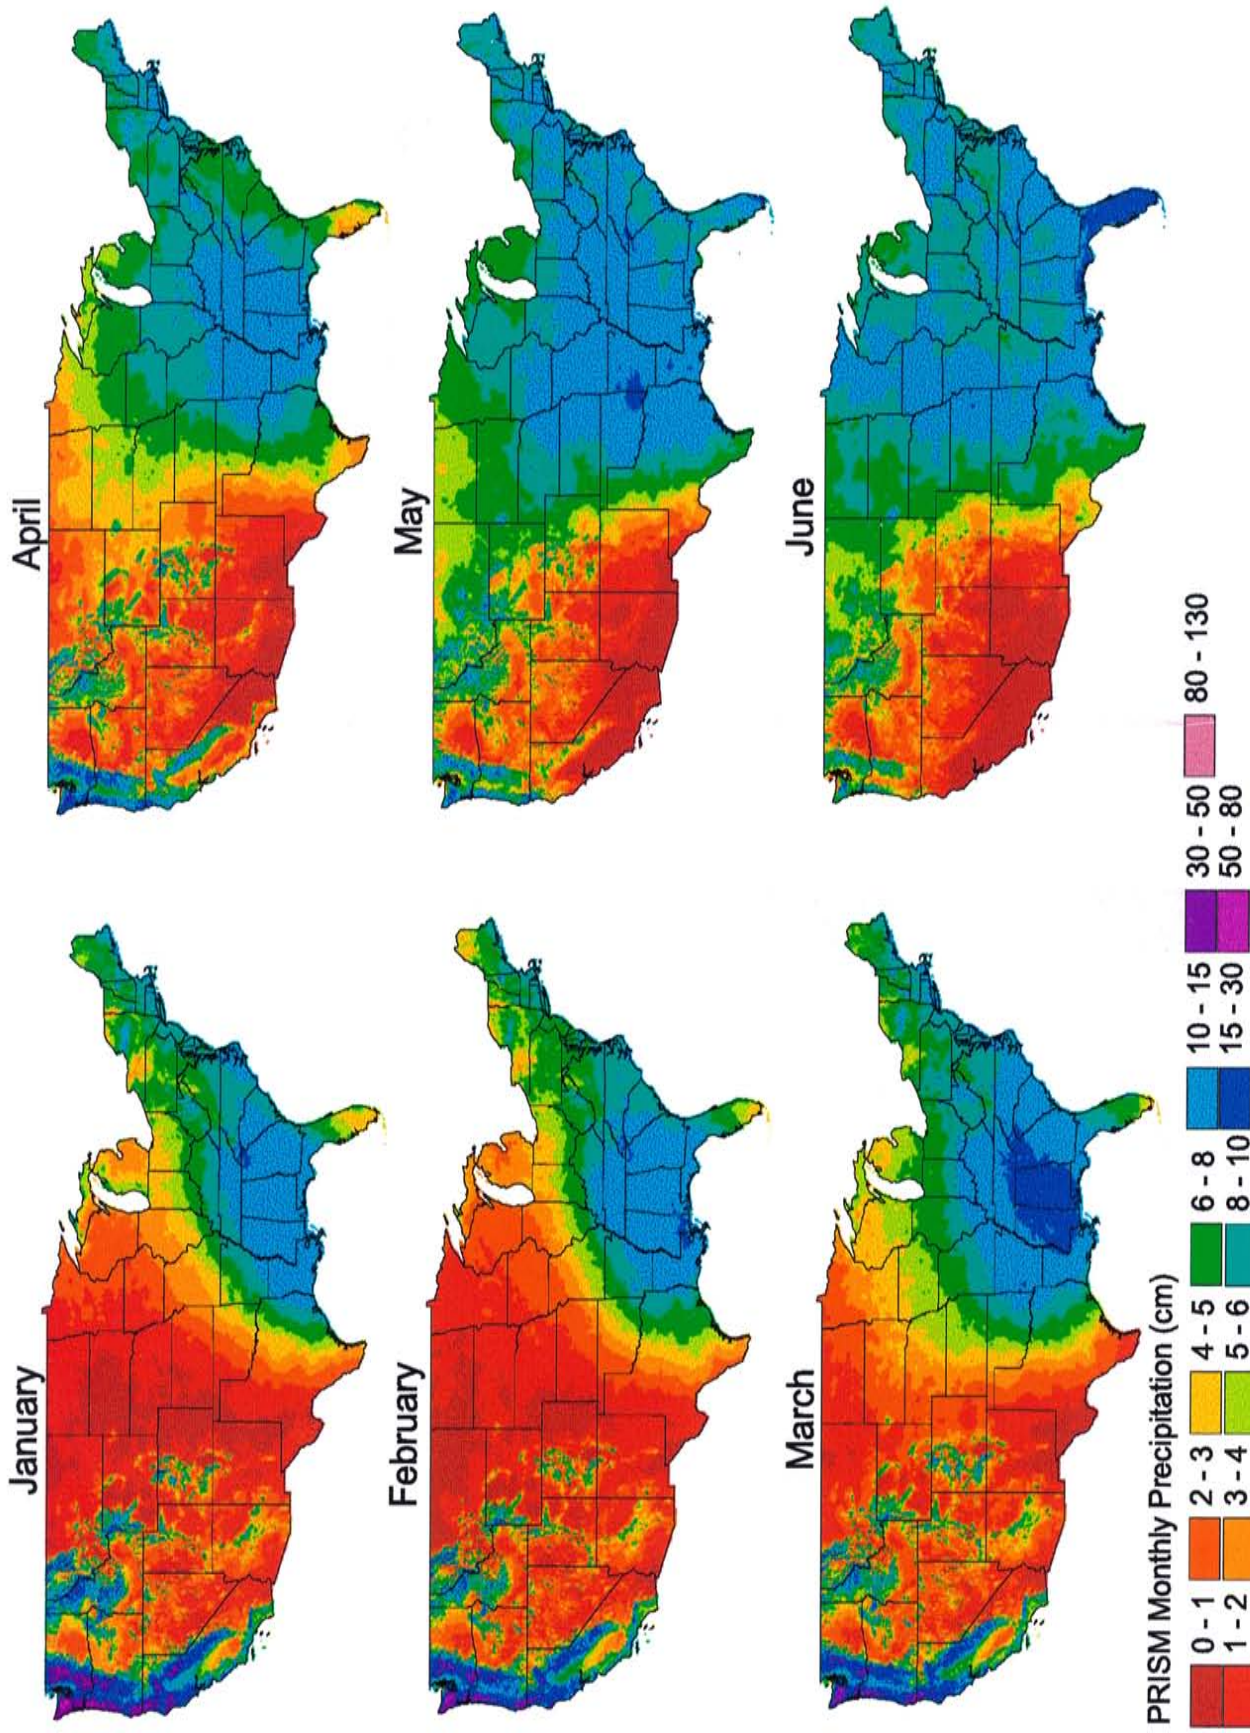 January
April
February
May
March
June
PRISM Monthly Precipitation (cm)
0 - 1
2 - 3
4 - 5
6 - 8
10 - 15
30 - 50
80 - 130
1 - 2
3 - 4
5 - 6
8 - 10
15 - 30
50 - 80